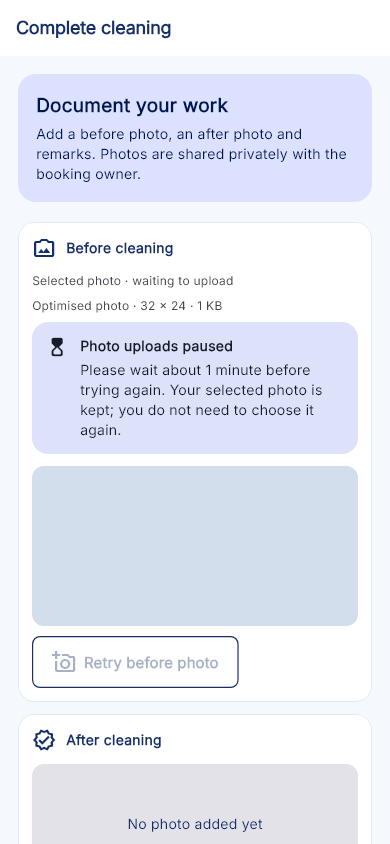 Complete cleaning
Document your work
Add a before photo, an after photo and
remarks. Photos are shared privately with the
booking owner.
Before cleaning
Selected photo · waiting to upload
Optimised photo · 32 × 24 · 1 KB
Photo uploads paused
Please wait about 1 minute before
trying again. Your selected photo is
kept; you do not need to choose it
again.
Retry before photo
After cleaning
No photo added yet